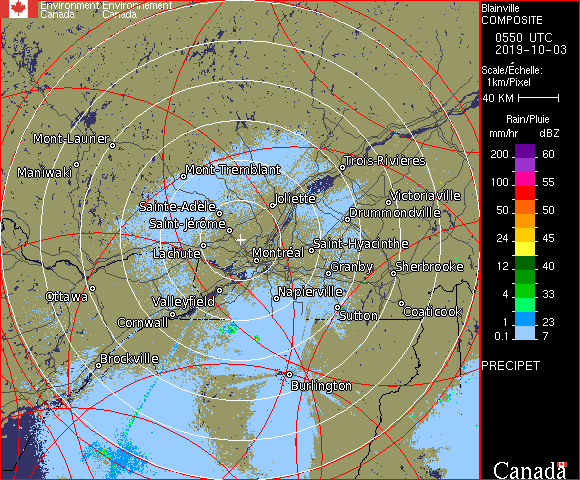 Environment Environnement
Canada Canada
Mont-Laurier
Maniwaki
Mont-Tremblant
Trois-Rivières
Joliette
Victoriaville
Sainte-Adèle
Drummondville
Saint-Jérôme
Lachute
Montréal
Saint-Hyacinthe
Granby
Sherbrooke
Ottawa
Valleyfield
Napierville
Cornwall
Sutton
Coaticook
Brockville
Burlington
Blainville
COMPOSITE
0550 UTC
2019-10-03
Scale/Échelle:
1km/Pixel
40 KM
Rain/Pluie
mm/hr dBZ
200 60
100 55
50 50
24 45
12 40
4 33
1 23
0.1 7
PRECIPET
Canada